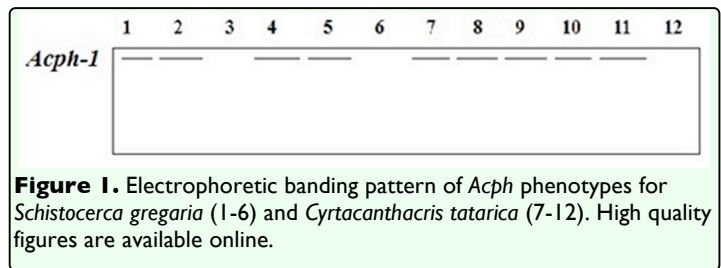 1 2 3 4 5 6 7 8 9 10 11 12
Acph-1
Figure 1. Electrophoretic banding pattern of Acph phenotypes for
Schistocerca gregaria (1-6) and Cyrtacanthacris tatarica (7-12). High quality
figures are available online.